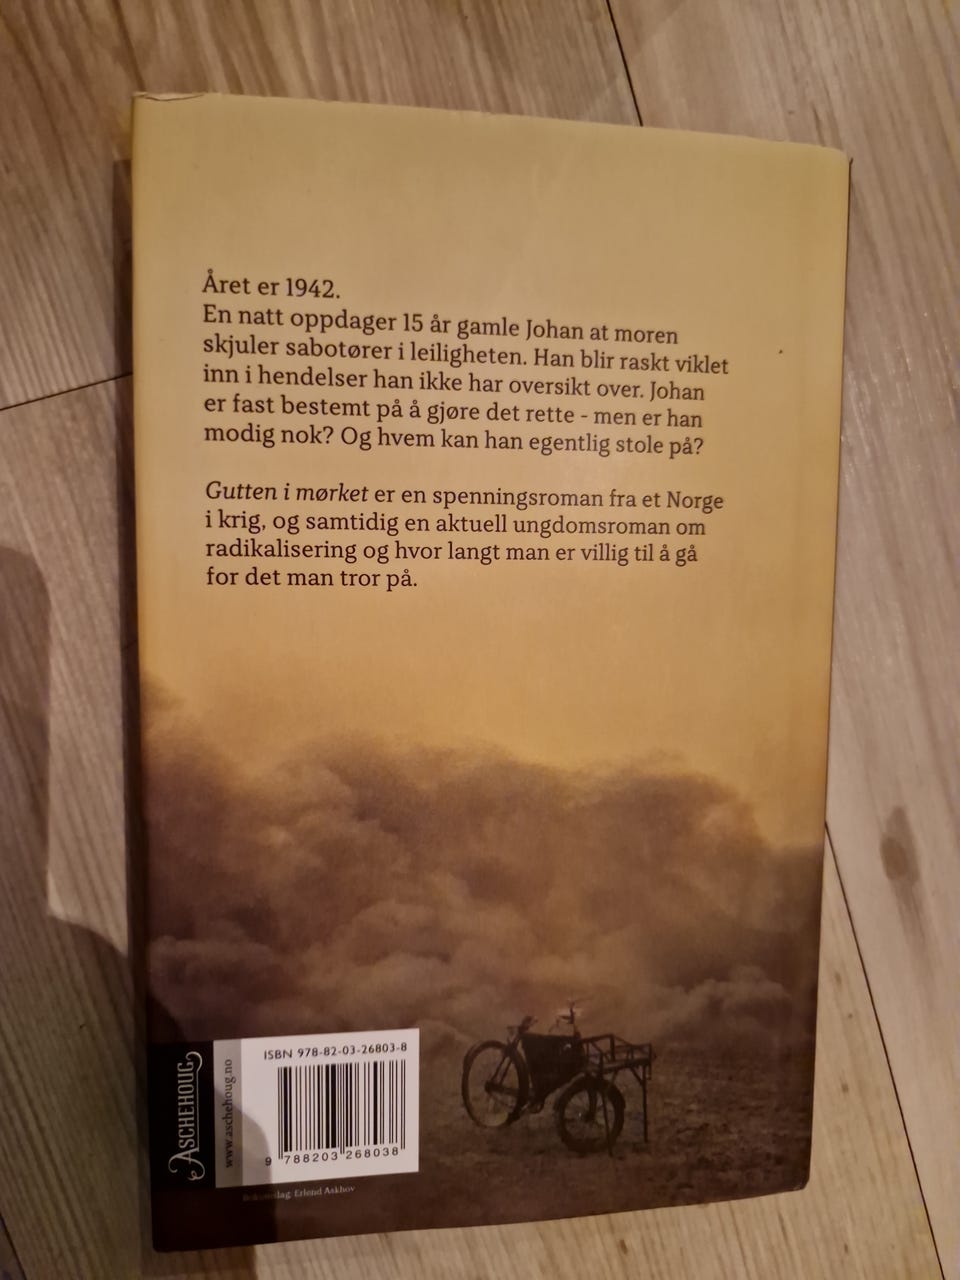 Året er 1942.
En natt oppdager 15 år gamle Johan at moren
skjuler sabotører i leiligheten. Han blir raskt viklet
inn i hendelser han ikke har oversikt over. Johan
er fast bestemt på å gjøre det rette - men er han
modig nok? Og hvem kan han egentlig stole på?
Gutten i mørket er en spenningsroman fra et Norge
i krig, og samtidig en aktuell ungdomsroman om
radikalisering og hvor langt man er villig til å gå
for det man tror på.
ASCHEHOUG
www.aschehoug.no
ISBN 978-82-03-26803-8
9 788203 268038
Bokomslag: Erlend Askhov